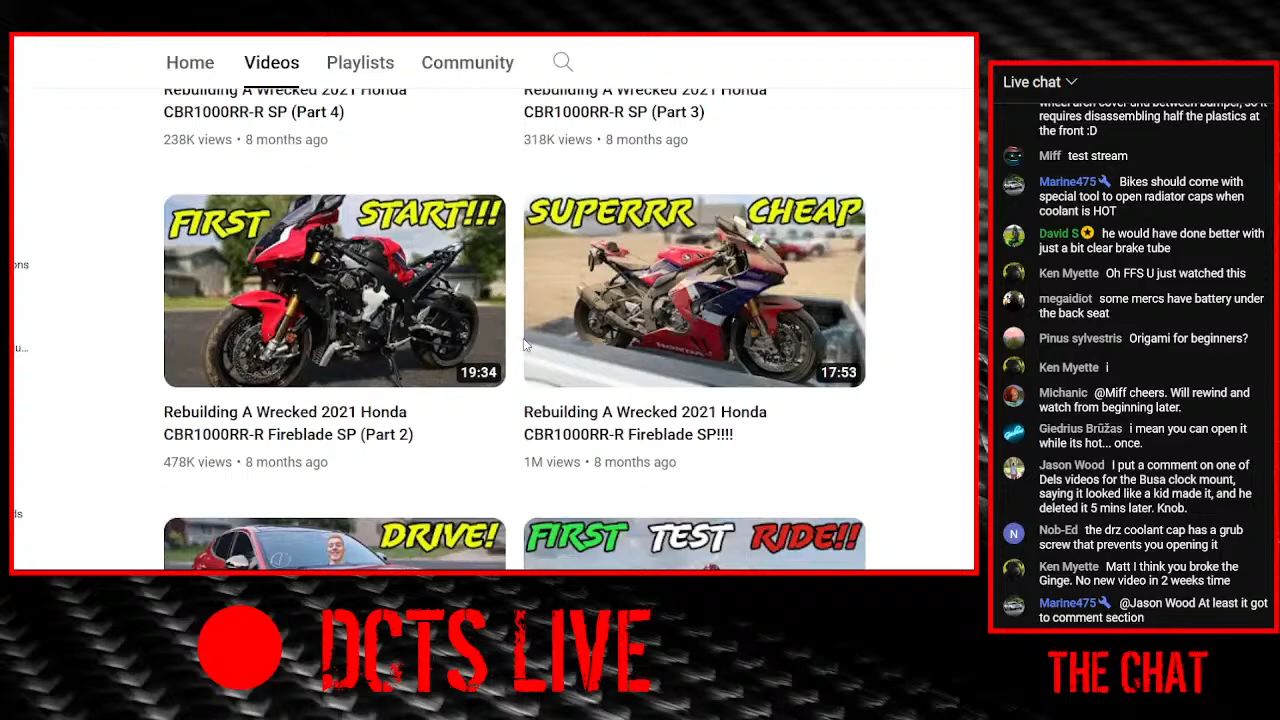 Home Videos Playlists Community
Rebuilding A Wrecked 2021 Honda
CBR1000RR-R SP (Part 4)
238K views • 8 months ago
Rebuilding A Wrecked 2021 Honda
CBR1000RR-R SP (Part 3)
318K views • 8 months ago
FIRST START!!!
19:34
SUPERRR CHEAP
HONDA
17:53
ons
u...
Rebuilding A Wrecked 2021 Honda
CBR1000RR-R Fireblade SP (Part 2)
478K views • 8 months ago
Rebuilding A Wrecked 2021 Honda
CBR1000RR-R Fireblade SP!!!!
1M views • 8 months ago
ds
DRIVE!
FIRST TEST RIDE!!
DCTS LIVE
Live chat
wheel arch cover and between bumper, so it
requires disassembling half the plastics at
the front :D
Miff test stream
Marine475 Bikes should come with
special tool to open radiator caps when
coolant is HOT
David S he would have done better with
just a bit clear brake tube
Ken Myette Oh FFS U just watched this
megaidiot some mercs have battery under
the back seat
Pinus sylvestris Origami for beginners?
Ken Myette i
Michanic @Miff cheers. Will rewind and
watch from beginning later.
Giedrius Brūžas i mean you can open it
while its hot... once.
Jason Wood I put a comment on one of
Dels videos for the Busa clock mount,
saying it looked like a kid made it, and he
deleted it 5 mins later. Knob.
N
Nob-Ed the drz coolant cap has a grub
screw that prevents you opening it
Ken Myette Matt I think you broke the
Ginge. No new video in 2 weeks time
Marine475 @Jason Wood At least it got
to comment section
THE CHAT